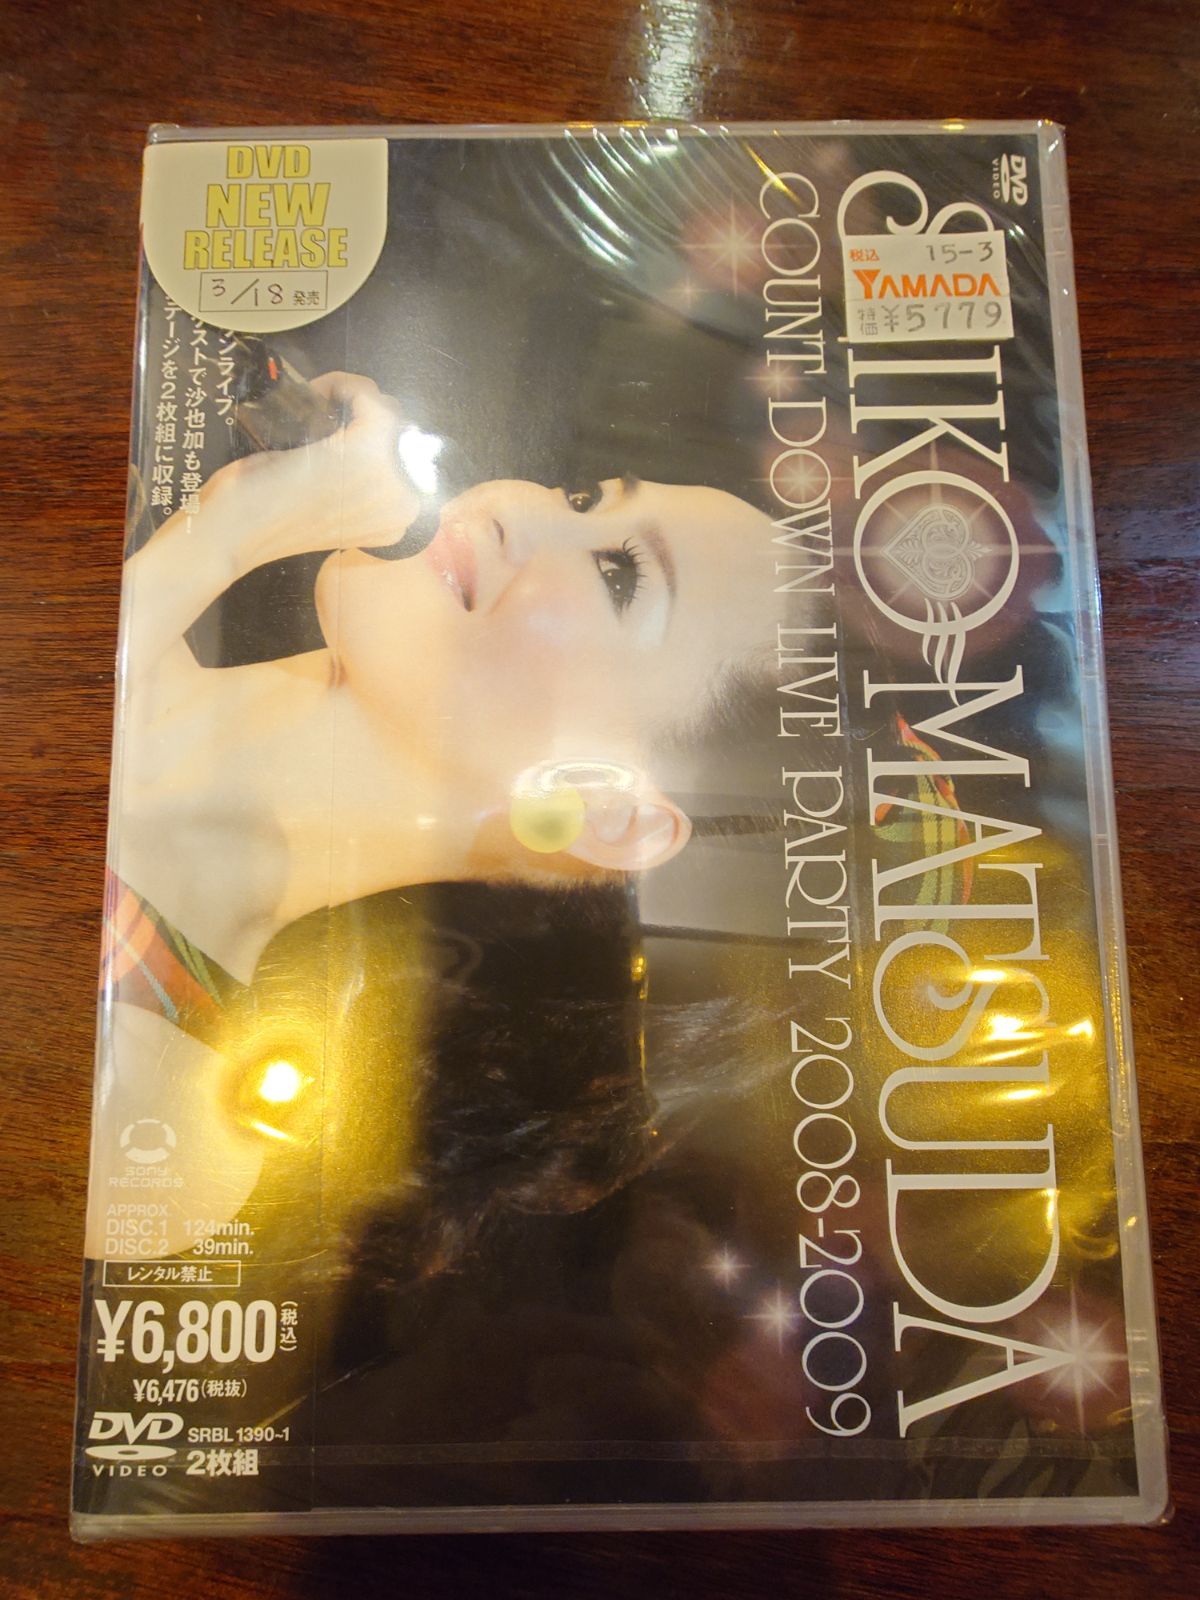 DVD
NEW
RELEASE
3/18 発売
ンライブ。
ストで沙也加も登場!
テージを2枚組に収録。
DVD
VIDEO
税込 15-3
YAMADA
特価 ¥5779
SEIKO MATSUDA
COUNT DOWN LIVE PARTY 2008-2009
SONY
RECORDS
APPROX.
DISC.1 124min.
DISC.2 39min.
レンタル禁止
¥6,800(税込)
¥6,476(税抜)
DVD
VIDEO
SRBL 1390~1
2枚組